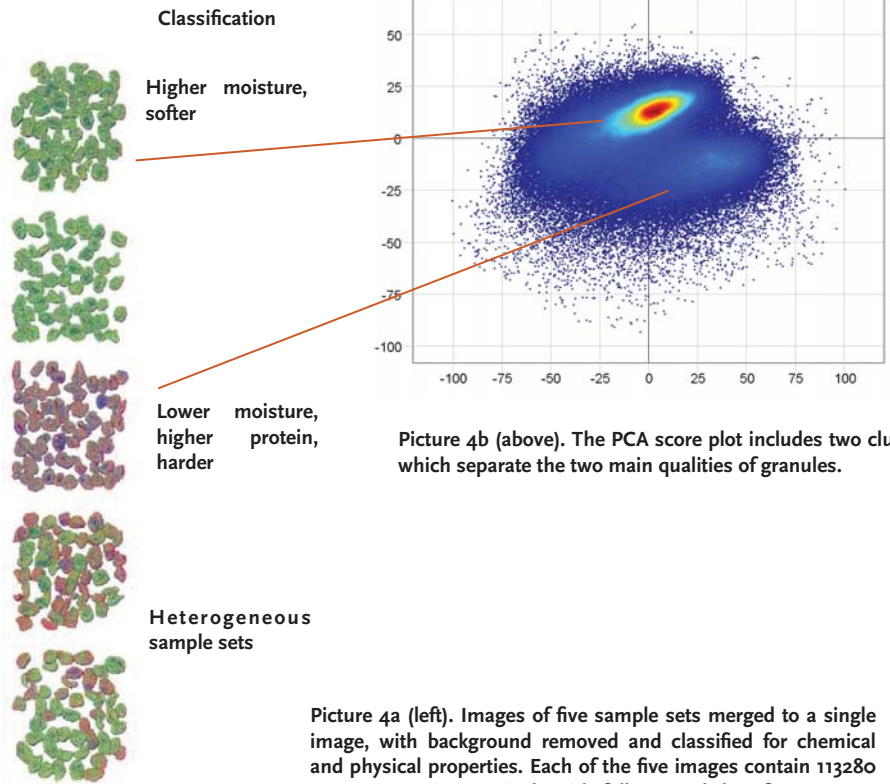 Classification
Higher moisture,
softer
50
25
0
-25
-50
-75
-100
-100 -75 -50 -25 0 25 50 75 100
Lower moisture,
higher protein,
harder
Picture 4b (above). The PCA score plot includes two clu
which separate the two main qualities of granules.
Heterogeneous
sample sets
Picture 4a (left). Images of five sample sets merged to a single
image, with background removed and classified for chemical
and physical properties. Each of the five images contain 113280